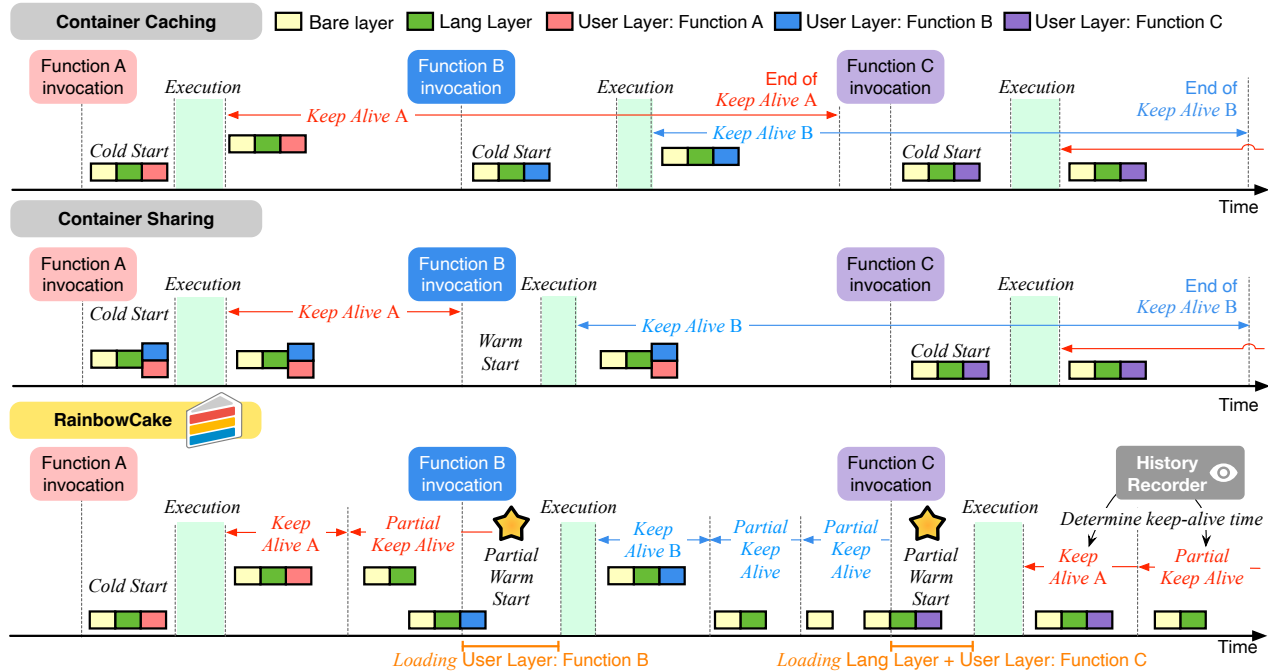 Container Caching
Bare layer
Lang Layer
User Layer: Function A
User Layer: Function B
User Layer: Function C
Function A
invocation
Execution
Function B
invocation
Execution
End of
Keep Alive A
Function C
invocation
Execution
End of
Keep Alive B
Keep Alive A
Keep Alive B
Cold Start
Cold Start
Cold Start
Time
Container Sharing
Function A
invocation
Execution
Function B
invocation
Execution
Function C
invocation
Execution
End of
Keep Alive B
Cold Start
Keep Alive A
Warm
Start
Keep Alive B
Cold Start
Time
RainbowCake
Function A
invocation
Execution
Function B
invocation
Execution
Function C
invocation
Execution
History
Recorder
Determine keep-alive time
Cold Start
Keep
Alive A
Partial
Keep Alive
Partial
Warm
Start
Keep
Alive B
Partial
Keep
Alive
Partial
Keep
Alive
Partial
Warm
Start
Keep
Alive A
Partial
Keep Alive
Time
Loading User Layer: Function B
Loading Lang Layer + User Layer: Function C